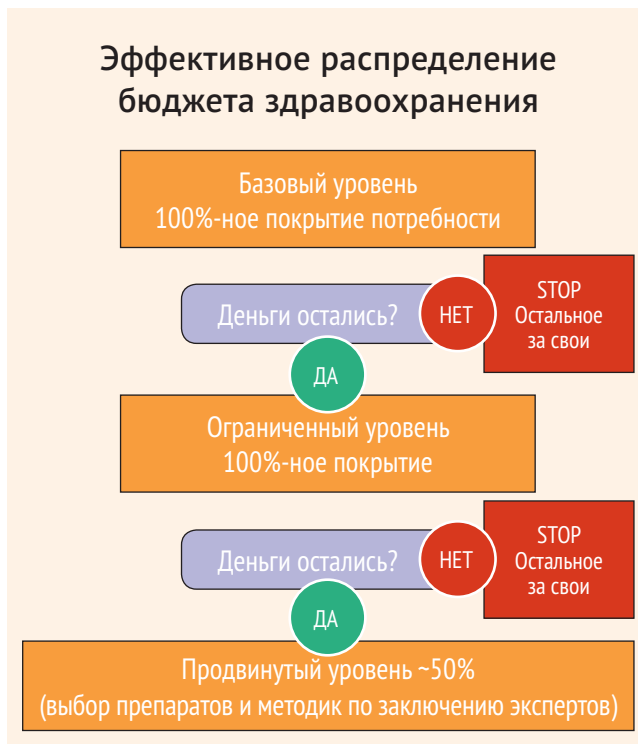 Эффективное распределение
бюджета здравоохранения
Базовый уровень
100%-ное покрытие потребности
Деньги остались?
НЕТ
STOP
Остальное
за свои
ДА
Ограниченный уровень
100%-ное покрытие
Деньги остались?
НЕТ
STOP
Остальное
за свои
ДА
Продвинутый уровень ~50%
(выбор препаратов и методик по заключению экспертов)